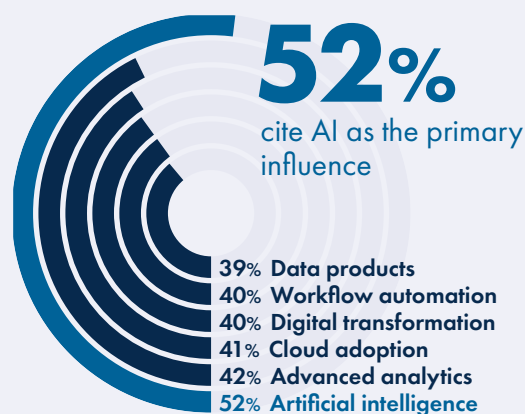 52%
cite AI as the primary
influence
39% Data products
40% Workflow automation
40% Digital transformation
41% Cloud adoption
42% Advanced analytics
52% Artificial intelligence